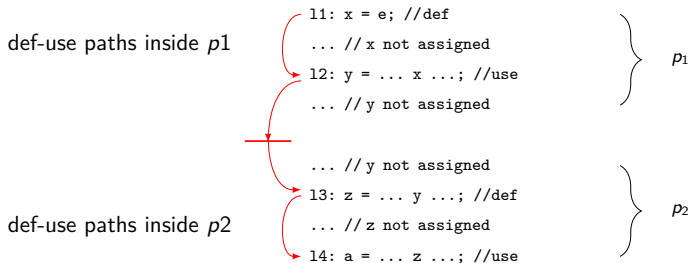 l1: x = e; //def
def-use paths inside p1
... // x not assigned
l2: y = ... x ...; //use
p1
... // y not assigned
... // y not assigned
l3: z = ... y ...; //def
p2
def-use paths inside p2
... // z not assigned
l4: a = ... z ...; //use